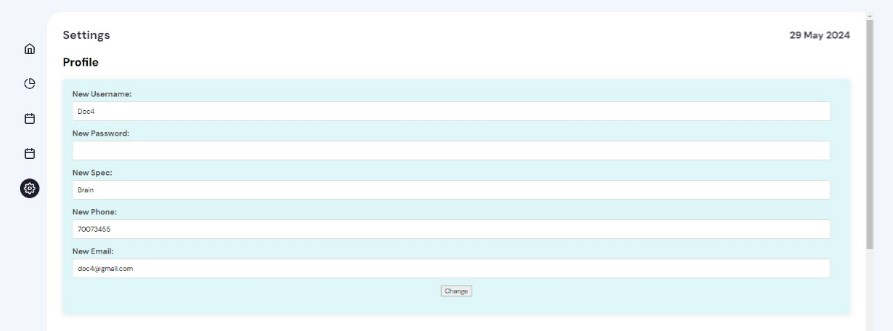 Settings
29 May 2024
Profile
New Username:
Doc4
New Password:
New Spec:
Brain
New Phone:
70073455
New Email:
doc4@gmail.com
Change